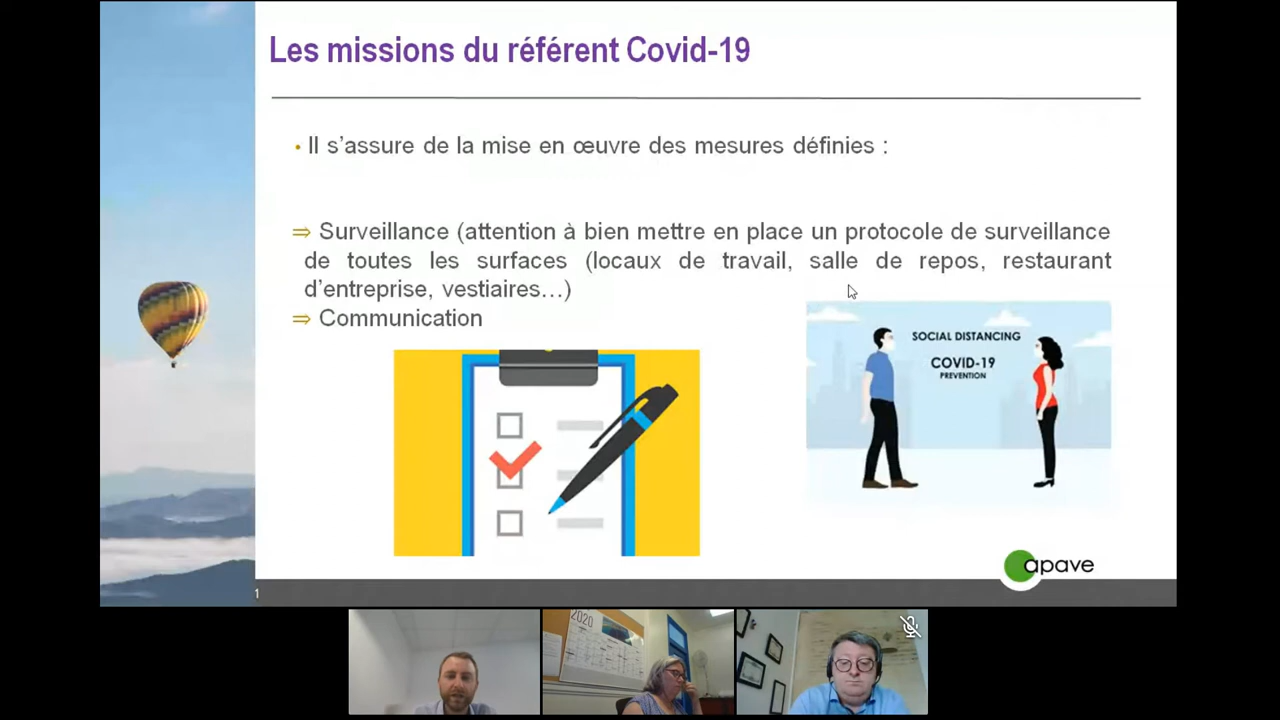 Les missions du référent Covid-19
• Il s’assure de la mise en œuvre des mesures définies :
⇒ Surveillance (attention à bien mettre en place un protocole de surveillance
de toutes les surfaces (locaux de travail, salle de repos, restaurant
d’entreprise, vestiaires…)
⇒ Communication
SOCIAL DISTANCING
COVID-19
PREVENTION
apave
1
2020